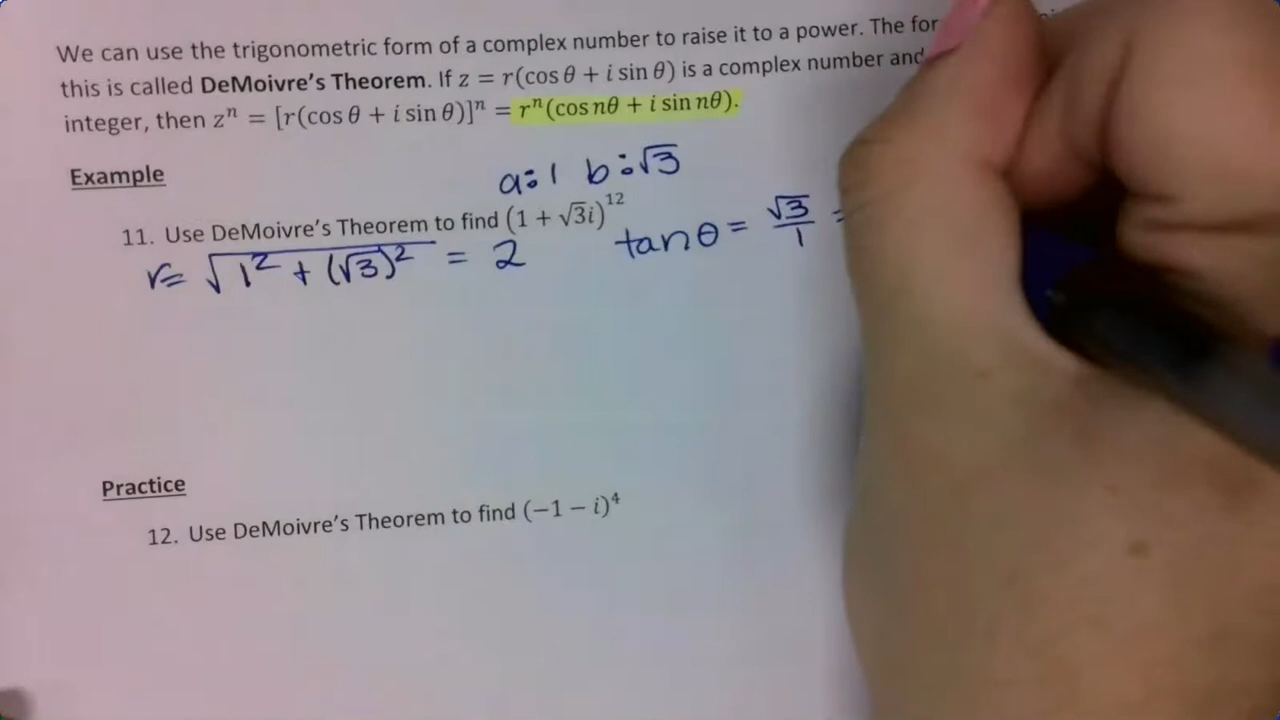 We can use the trigonometric form of a complex number to raise it to a power. The for
this is called DeMoivre's Theorem. If z = r(cos θ + i sin θ) is a complex number and
integer, then zⁿ = [r(cos θ + i sin θ)]ⁿ = rⁿ(cos nθ + i sin nθ).
Example
a:1 b:√3
11. Use DeMoivre's Theorem to find (1 + √3i)¹²
r= √(1² + (√3)²) = 2 tanθ = √3/1 =
Practice
12. Use DeMoivre's Theorem to find (−1 − i)⁴